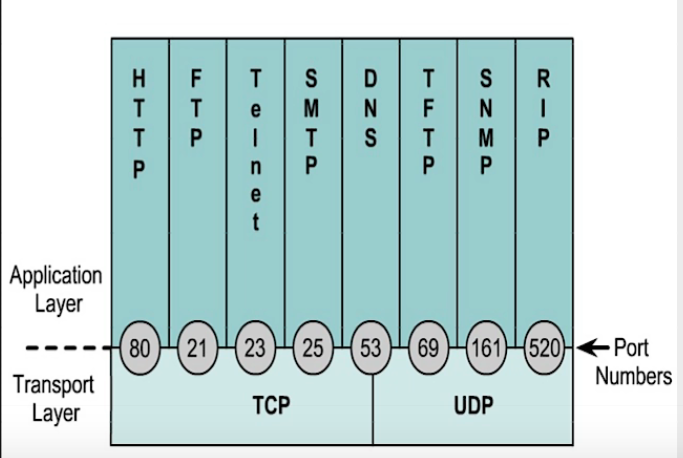 HTTP
FTP
Telnet
SMTP
DNS
TFTP
SNMP
RIP
Application
Layer
80 21 23 25 53 69 161 520
Port
Numbers
Transport
Layer
TCP UDP